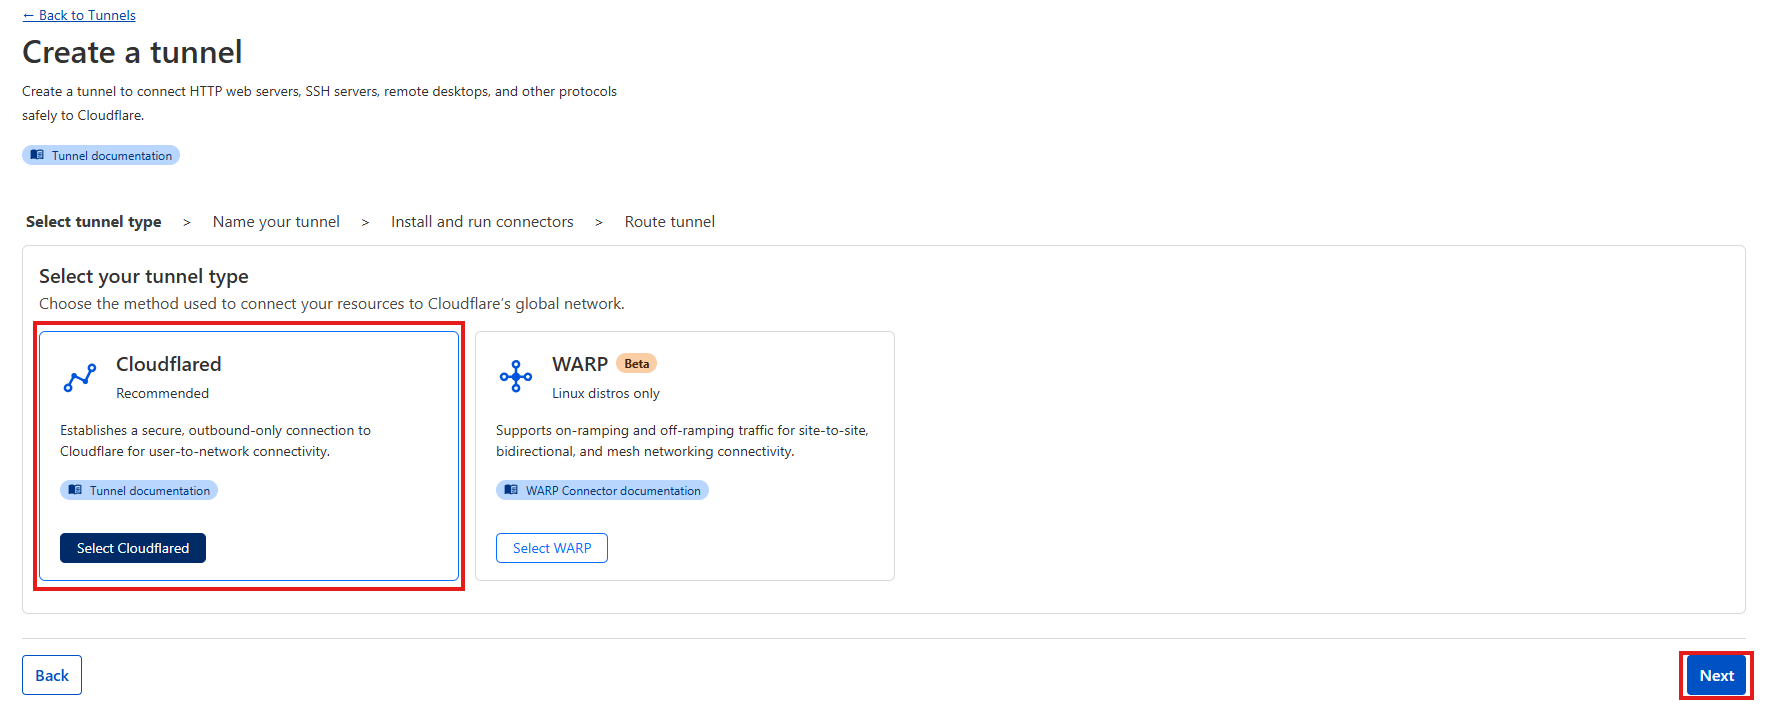 ← Back to Tunnels
Create a tunnel
Create a tunnel to connect HTTP web servers, SSH servers, remote desktops, and other protocols
safely to Cloudflare.
Tunnel documentation
Select tunnel type > Name your tunnel > Install and run connectors > Route tunnel
Select your tunnel type
Choose the method used to connect your resources to Cloudflare's global network.
Cloudflared
Recommended
Establishes a secure, outbound-only connection to
Cloudflare for user-to-network connectivity.
Tunnel documentation
Select Cloudflared
WARP Beta
Linux distros only
Supports on-ramping and off-ramping traffic for site-to-site,
bidirectional, and mesh networking connectivity.
WARP Connector documentation
Select WARP
Back
Next